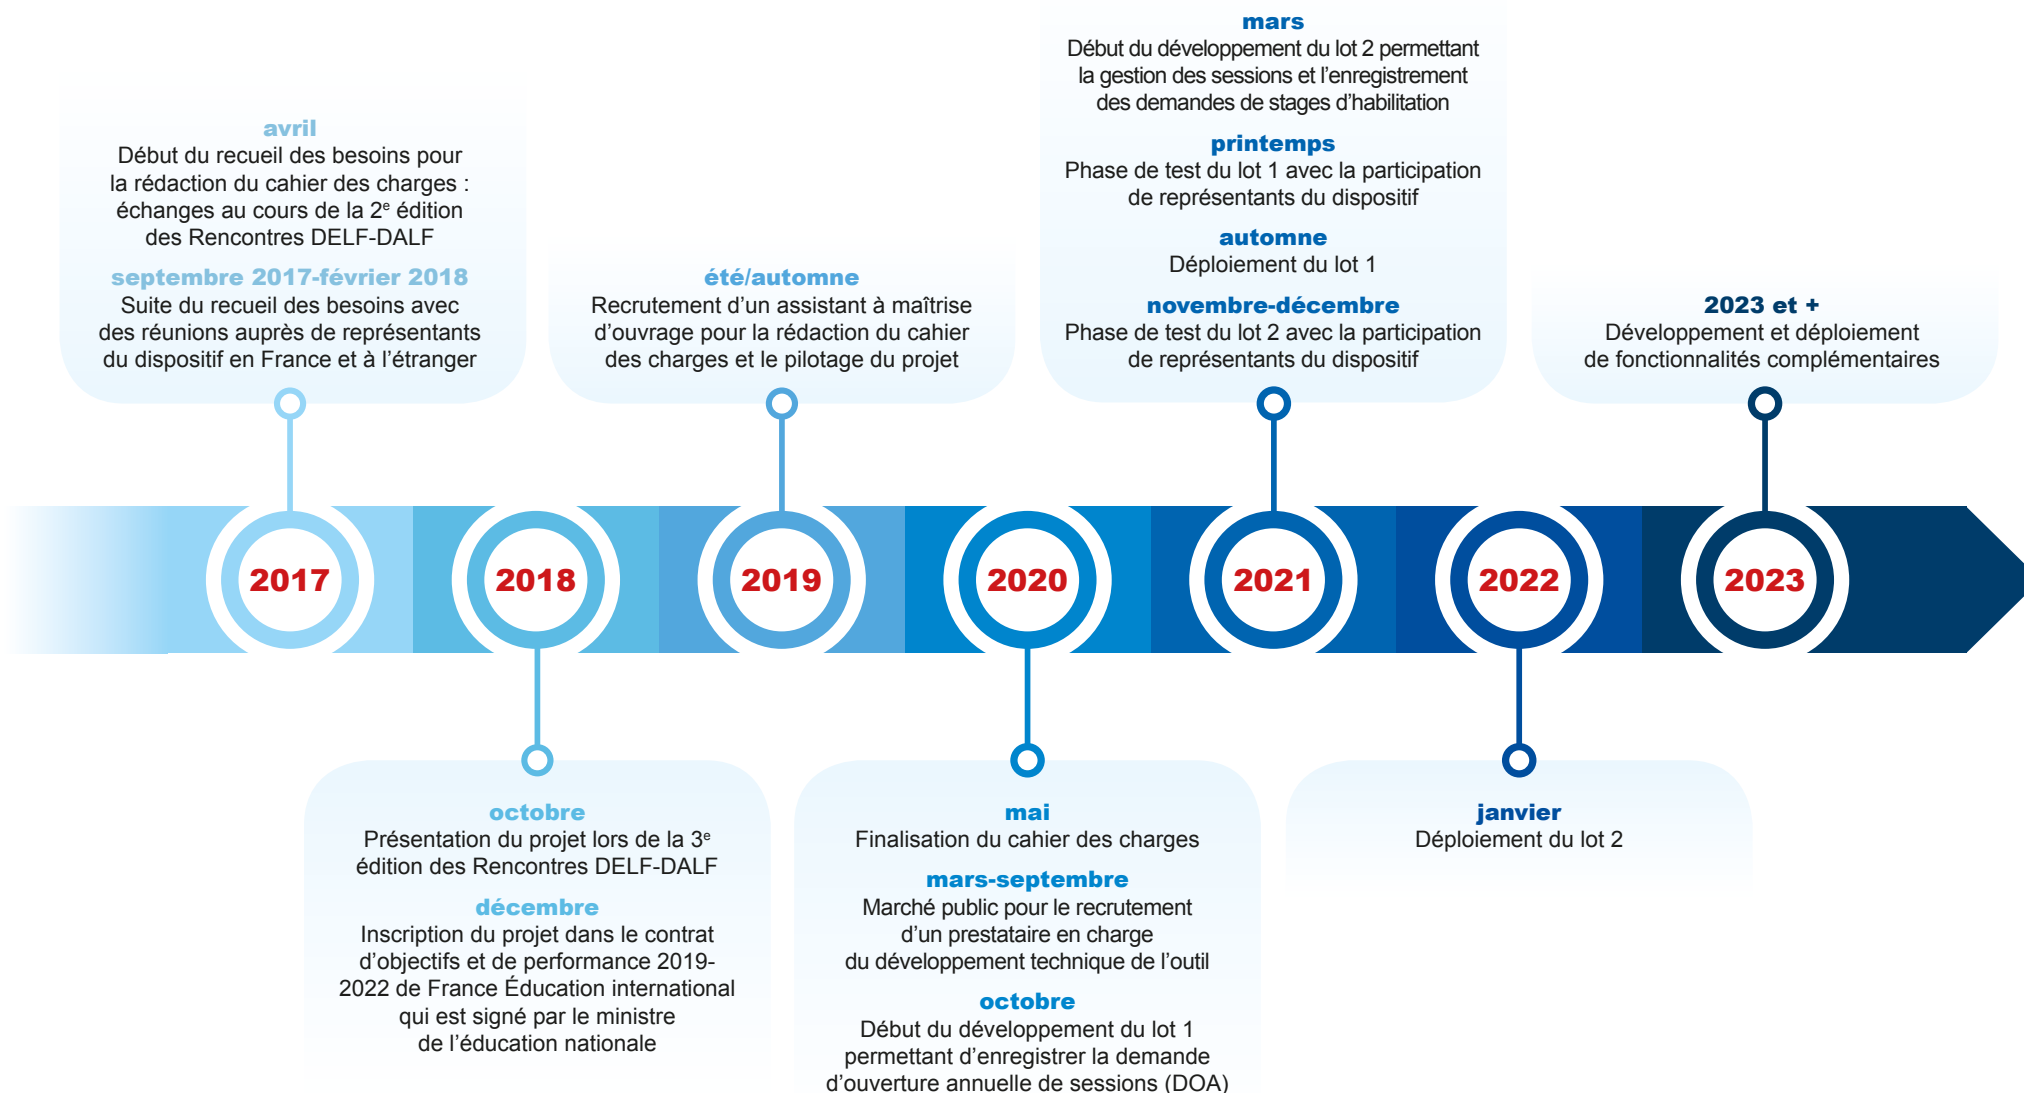 avril
Début du recueil des besoins pour
la rédaction du cahier des charges :
échanges au cours de la 2e édition
des Rencontres DELF-DALF
septembre 2017-février 2018
Suite du recueil des besoins avec
des réunions auprès de représentants
du dispositif en France et à l’étranger
été/automne
Recrutement d’un assistant à maîtrise
d’ouvrage pour la rédaction du cahier
des charges et le pilotage du projet
mars
Début du développement du lot 2 permettant
la gestion des sessions et l’enregistrement
des demandes de stages d’habilitation
printemps
Phase de test du lot 1 avec la participation
de représentants du dispositif
automne
Déploiement du lot 1
novembre-décembre
Phase de test du lot 2 avec la participation
de représentants du dispositif
2023 et +
Développement et déploiement
de fonctionnalités complémentaires
2017
2018
2019
2020
2021
2022
2023
octobre
Présentation du projet lors de la 3e
édition des Rencontres DELF-DALF
décembre
Inscription du projet dans le contrat
d’objectifs et de performance 2019-
2022 de France Éducation international
qui est signé par le ministre
de l’éducation nationale
mai
Finalisation du cahier des charges
mars-septembre
Marché public pour le recrutement
d’un prestataire en charge
du développement technique de l’outil
octobre
Début du développement du lot 1
permettant d’enregistrer la demande
d’ouverture annuelle de sessions (DOA)
janvier
Déploiement du lot 2